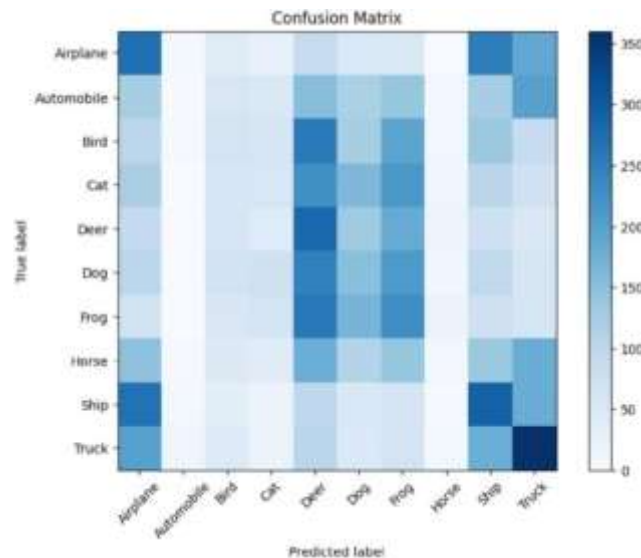 Confusion Matrix
Airplane
Automobile
Bird
Cat
Deer
Dog
Frog
Horse
Ship
Truck
True label
Airplane
Automobile
Bird
Cat
Deer
Dog
Frog
Horse
Ship
Truck
Predicted label
350
300
250
200
150
100
50
0